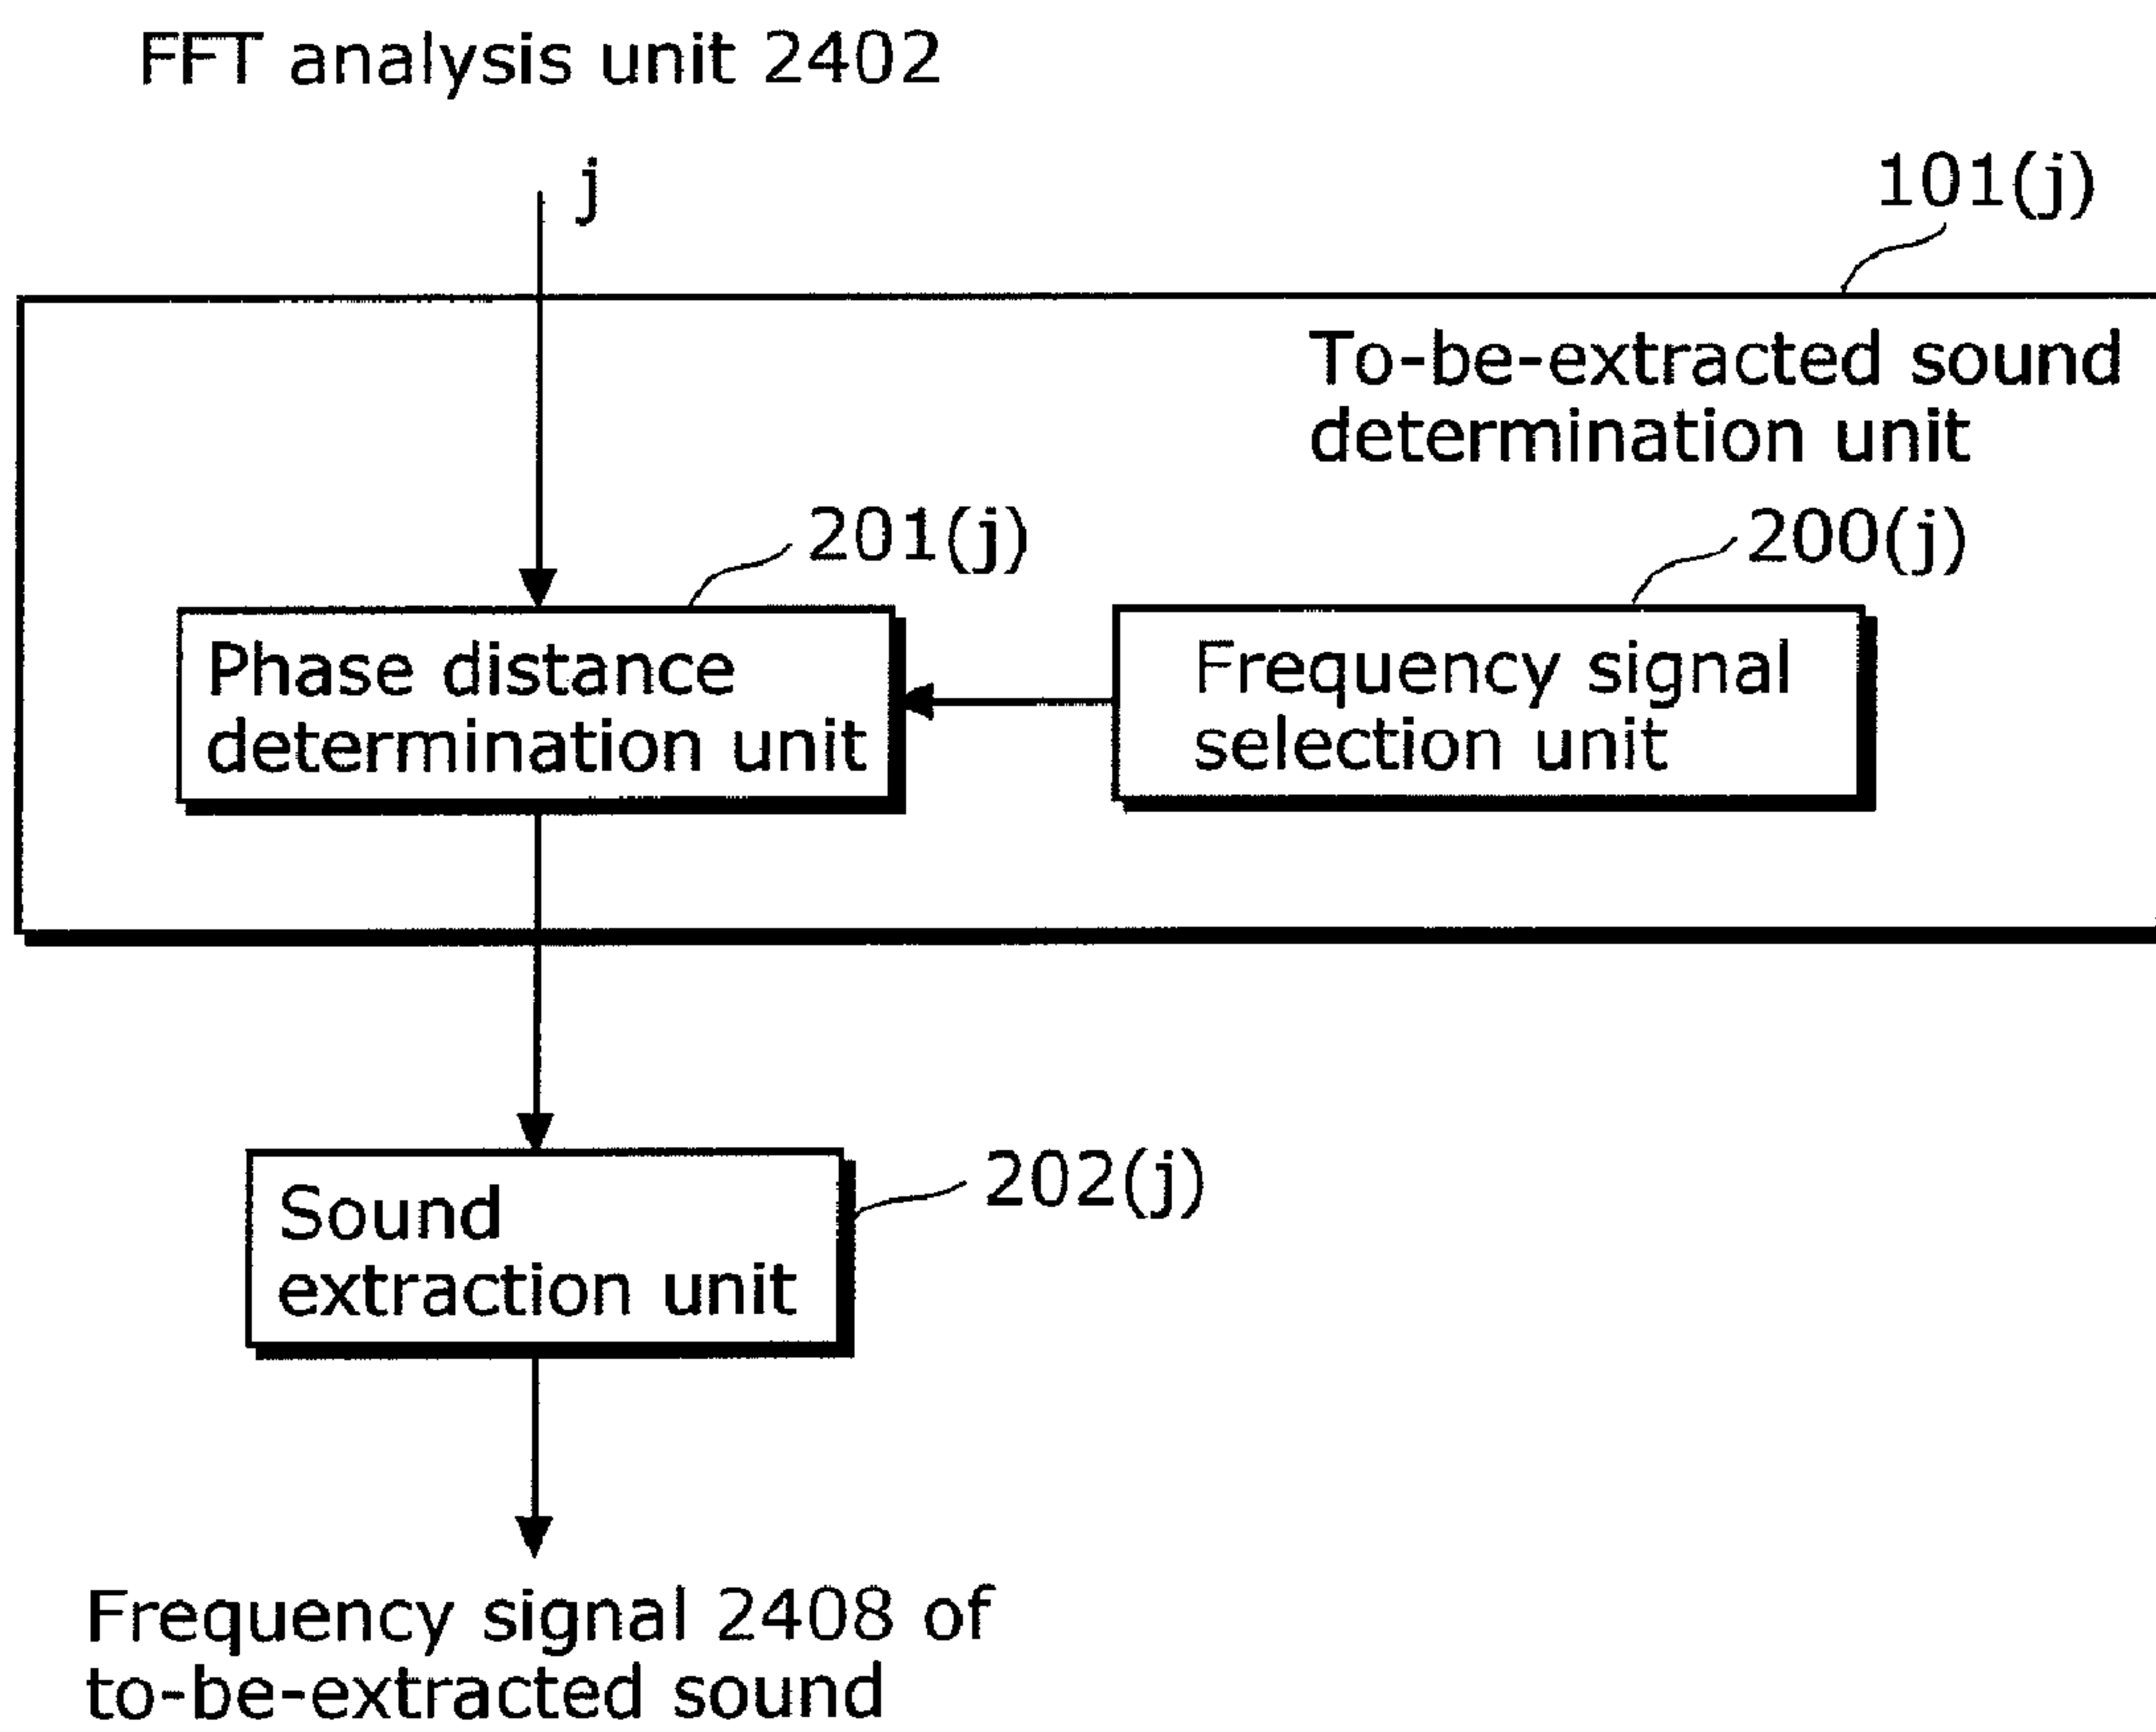 FFT analysis unit 2402
j
101(j)
To-be-extracted sound
determination unit
201(j)
200(j)
Phase distance
determination unit
Frequency signal
selection unit
202(j)
Sound
extraction unit
Frequency signal 2408 of
to-be-extracted sound